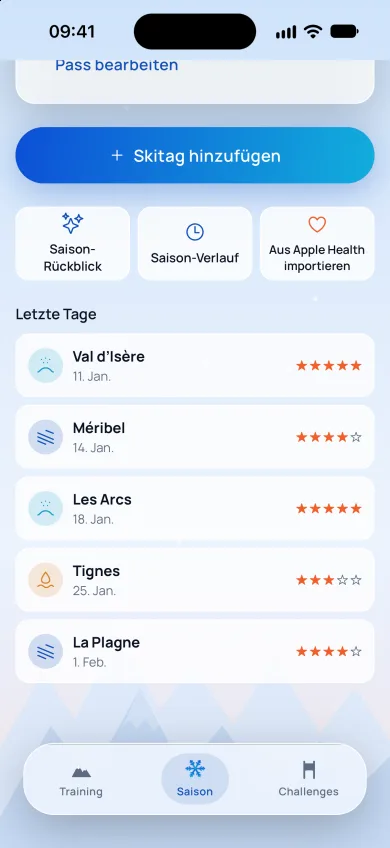 09:41
Pass bearbeiten
+ Skitag hinzufügen
Saison-
Rückblick
Saison-Verlauf
Aus Apple Health
importieren
Letzte Tage
Val d’Isère
11. Jan.
Méribel
14. Jan.
Les Arcs
18. Jan.
Tignes
25. Jan.
La Plagne
1. Feb.
Training
Saison
Challenges